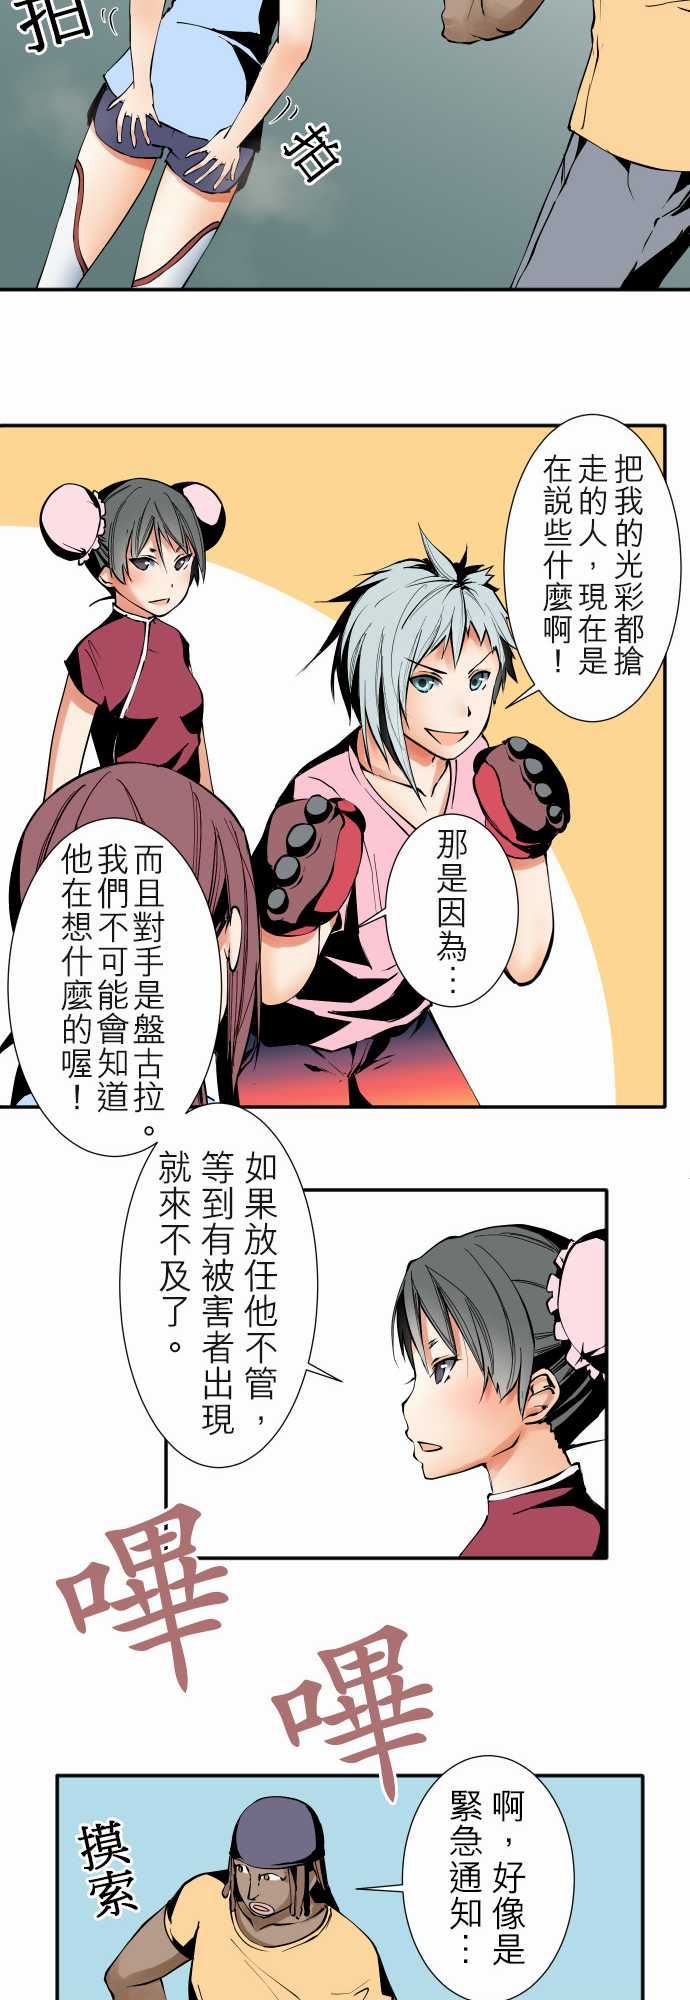 拍
拍
把我的光彩都搶
走的人，現在是
在說些什麼啊！
那是因為…
而且對手是盤古拉。
我們不可能會知道
他在想什麼的喔！
如果放任他不管，
等到有被害者出現
就來不及了。
嗶
嗶
摸索
啊，好像是
緊急通知…